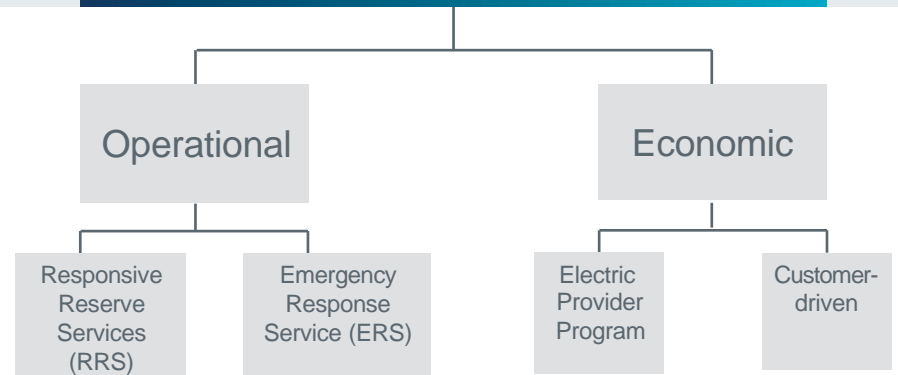 Operational
Economic
Responsive
Reserve
Services
(RRS)
Emergency
Response
Service (ERS)
Electric
Provider
Program
Customer-
driven